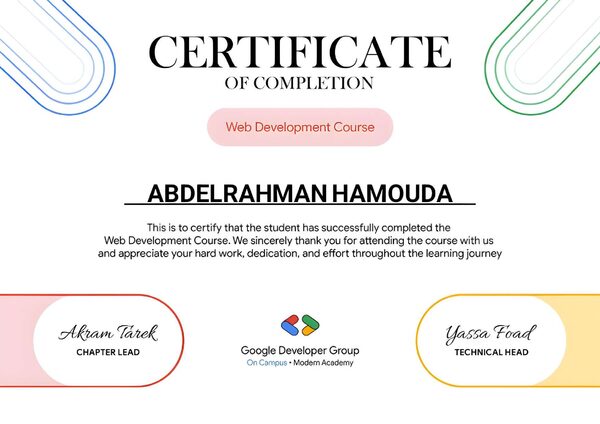 CERTIFICATE
OF COMPLETION
Web Development Course
ABDELRAHMAN HAMOUDA
This is to certify that the student has successfully completed the
Web Development Course. We sincerely thank you for attending the course with us
and appreciate your hard work, dedication, and effort throughout the learning journey
Akram Tarek
CHAPTER LEAD
Google Developer Group
On Campus • Modern Academy
Yassa Foad
TECHNICAL HEAD